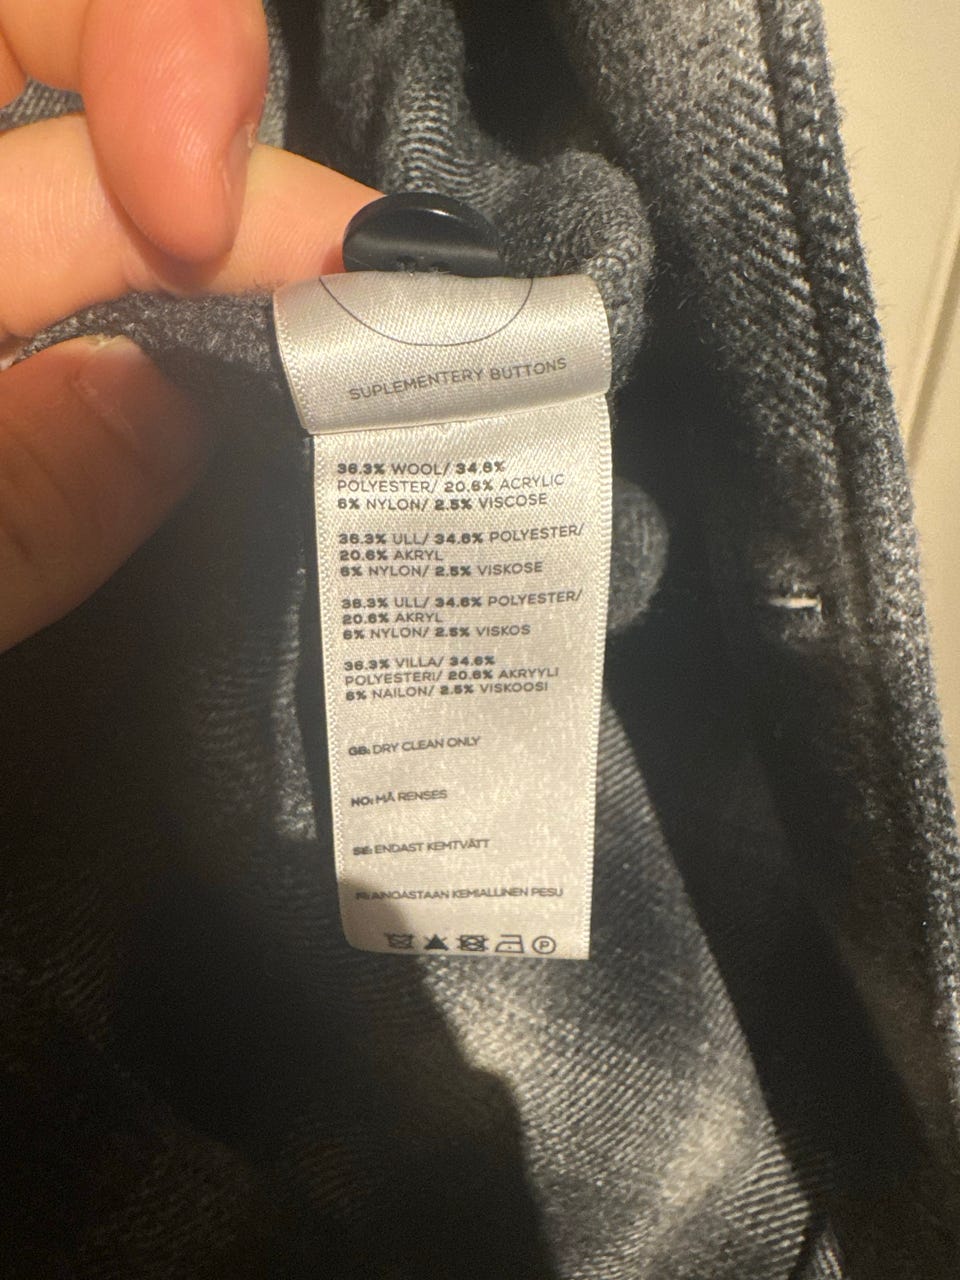 SUPLEMENTERY BUTTONS
36.3% WOOL/ 34.6%
POLYESTER/ 20.6% ACRYLIC
6% NYLON/ 2.5% VISCOSE
36.3% ULL/ 34.6% POLYESTER/
20.6% AKRYL
6% NYLON/ 2.5% VISKOSE
36.3% ULL/ 34.6% POLYESTER/
20.6% AKRYL
6% NYLON/ 2.5% VISKOS
36.3% VILLA/ 34.6%
POLYESTERI/ 20.6% AKRYYLI
6% NAILON/ 2.5% VISKOOSI
GB: DRY CLEAN ONLY
NO: MÅ RENSES
SE: ENDAST KEMTVÄTT
FI: AINOASTAAN KEMIALLINEN PESU
P